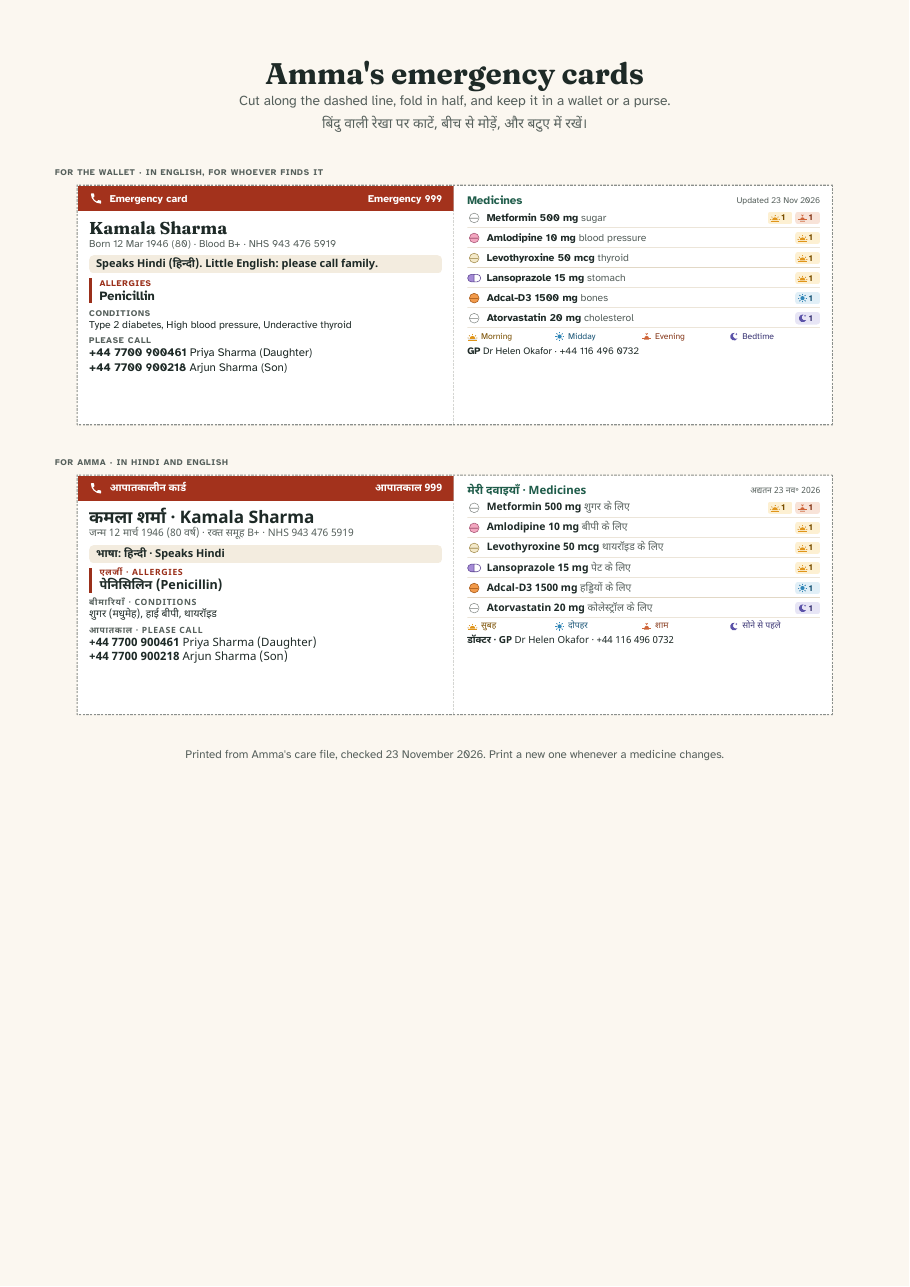 Amma's emergency cards
Cut along the dashed line, fold in half, and keep it in a wallet or a purse.
बिंदु वाली रेखा पर काटें, बीच से मोड़ें, और बटुए में रखें।
FOR THE WALLET · IN ENGLISH, FOR WHOEVER FINDS IT
Emergency card Emergency 999
Kamala Sharma
Born 12 Mar 1946 (80) · Blood B+ · NHS 943 476 5919
Speaks Hindi (हिन्दी). Little English: please call family.
ALLERGIES
Penicillin
CONDITIONS
Type 2 diabetes, High blood pressure, Underactive thyroid
PLEASE CALL
+44 7700 900461 Priya Sharma (Daughter)
+44 7700 900218 Arjun Sharma (Son)
Medicines Updated 23 Nov 2026
Metformin 500 mg sugar 1 1
Amlodipine 10 mg blood pressure 1
Levothyroxine 50 mcg thyroid 1
Lansoprazole 15 mg stomach 1
Adcal-D3 1500 mg bones 1
Atorvastatin 20 mg cholesterol 1
Morning Midday Evening Bedtime
GP Dr Helen Okafor · +44 116 496 0732
FOR AMMA · IN HINDI AND ENGLISH
आपातकालीन कार्ड आपातकाल 999
कमला शर्मा · Kamala Sharma
जन्म 12 मार्च 1946 (80 वर्ष) · रक्त समूह B+ · NHS 943 476 5919
भाषा: हिन्दी · Speaks Hindi
एलर्जी · ALLERGIES
पेनिसिलिन (Penicillin)
बीमारियाँ · CONDITIONS
शुगर (मधुमेह), हाई बीपी, थायरॉइड
आपातकाल · PLEASE CALL
+44 7700 900461 Priya Sharma (Daughter)
+44 7700 900218 Arjun Sharma (Son)
मेरी दवाइयाँ · Medicines अद्यतन 23 नव॰ 2026
Metformin 500 mg शुगर के लिए 1 1
Amlodipine 10 mg बीपी के लिए 1
Levothyroxine 50 mcg थायरॉइड के लिए 1
Lansoprazole 15 mg पेट के लिए 1
Adcal-D3 1500 mg हड्डियों के लिए 1
Atorvastatin 20 mg कोलेस्ट्रॉल के लिए 1
सुबह दोपहर शाम सोने से पहले
डॉक्टर · GP Dr Helen Okafor · +44 116 496 0732
Printed from Amma's care file, checked 23 November 2026. Print a new one whenever a medicine changes.